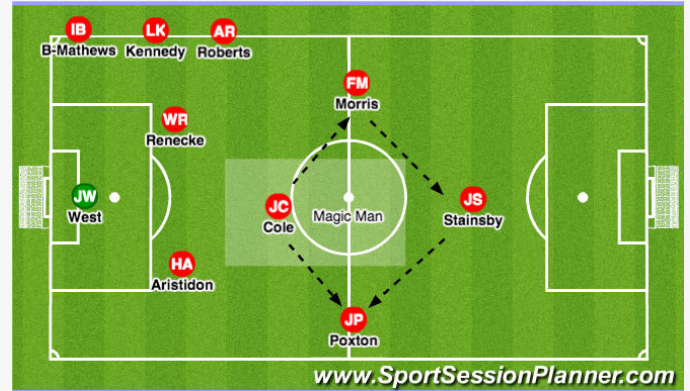 IB
LK
AR
B-Mathews
Kennedy
Roberts
FM
Morris
WR
Renecke
JW
West
JC
Cole
Magic Man
JS
Stainsby
HA
Aristidon
JP
Poxton
www.SportSessionPlanner.com